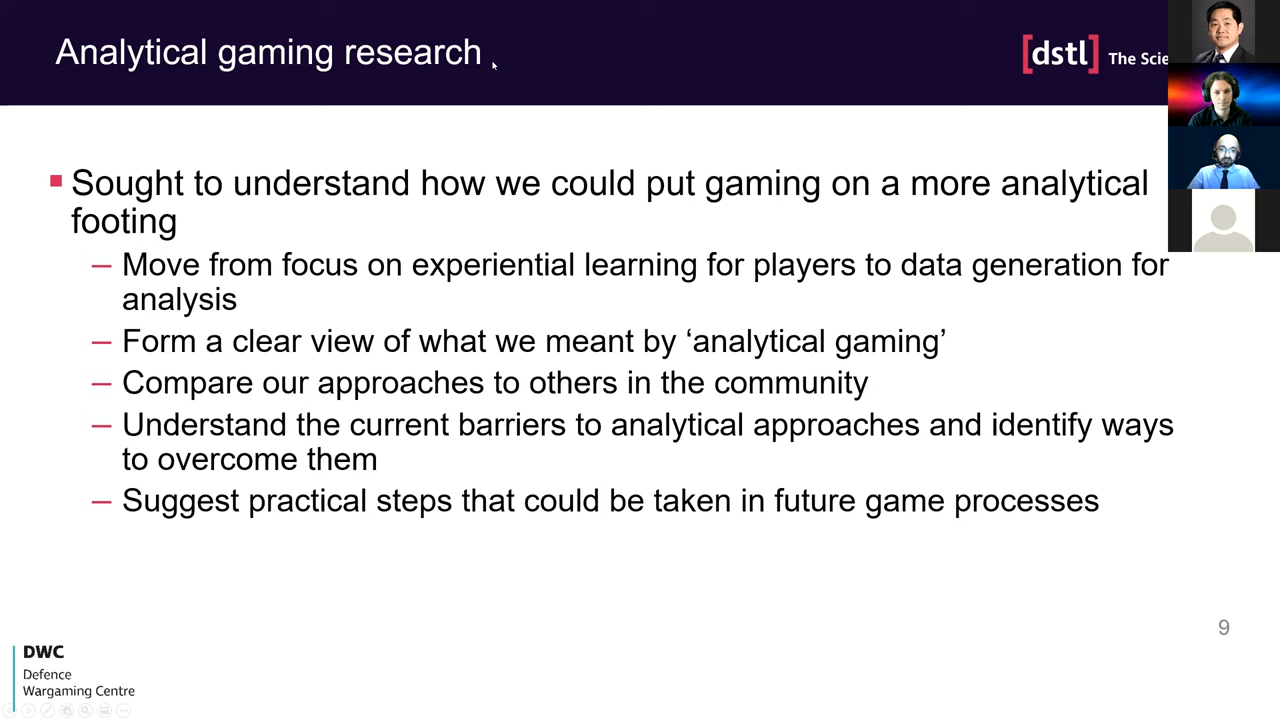 Analytical gaming research
[dstl] The Scie
▪ Sought to understand how we could put gaming on a more analytical
footing
– Move from focus on experiential learning for players to data generation for
analysis
– Form a clear view of what we meant by ‘analytical gaming’
– Compare our approaches to others in the community
– Understand the current barriers to analytical approaches and identify ways
to overcome them
– Suggest practical steps that could be taken in future game processes
9
DWC
Defence
Wargaming Centre